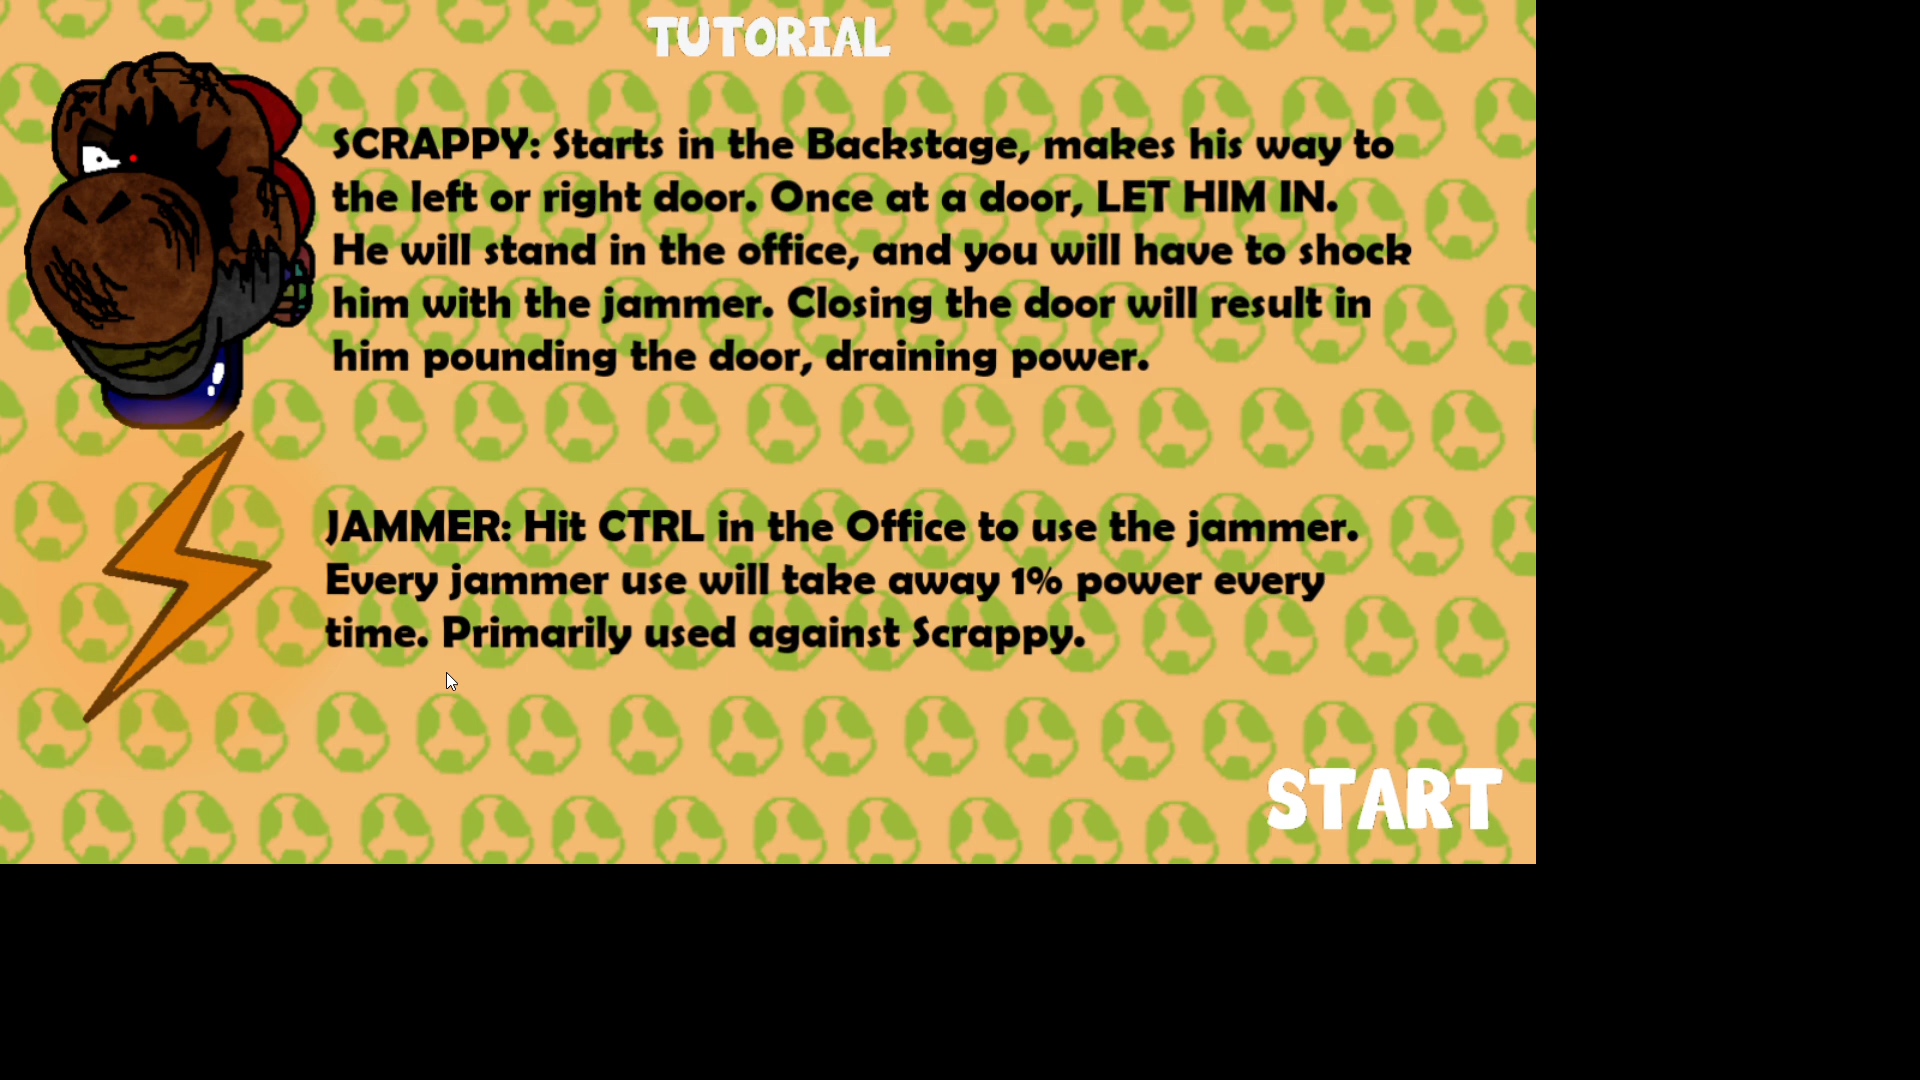 TUTORIAL
SCRAPPY: Starts in the Backstage, makes his way to
the left or right door. Once at a door, LET HIM IN.
He will stand in the office, and you will have to shock
him with the jammer. Closing the door will result in
him pounding the door, draining power.
JAMMER: Hit CTRL in the Office to use the jammer.
Every jammer use will take away 1% power every
time. Primarily used against Scrappy.
START